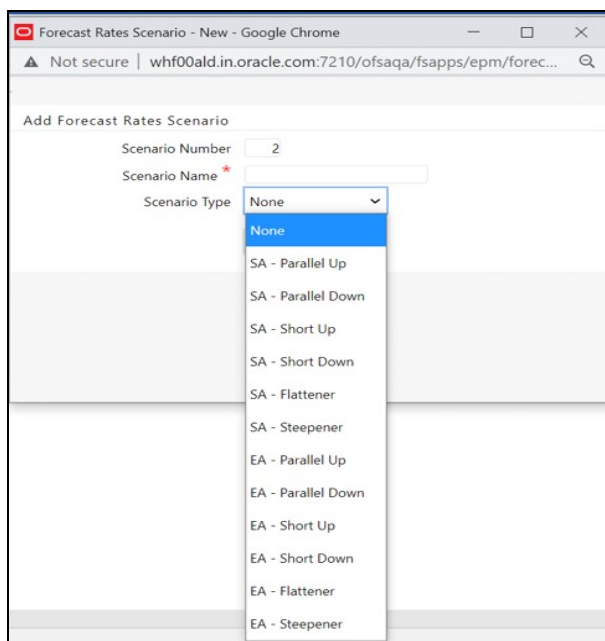 Forecast Rates Scenario - New - Google Chrome
Not secure | whf00ald.in.oracle.com:7210/ofsaqa/fsapps/epm/forec...
Add Forecast Rates Scenario
Scenario Number 2
Scenario Name *
Scenario Type None
None
SA - Parallel Up
SA - Parallel Down
SA - Short Up
SA - Short Down
SA - Flattener
SA - Steepener
EA - Parallel Up
EA - Parallel Down
EA - Short Up
EA - Short Down
EA - Flattener
EA - Steepener